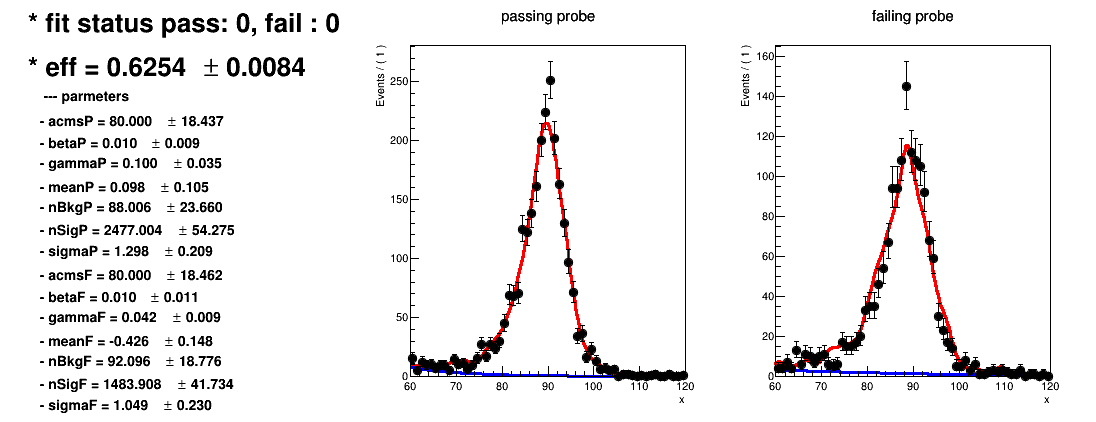 * fit status pass: 0, fail : 0
* eff = 0.6254 ± 0.0084
--- parmeters
- acmsP = 80.000 ± 18.437
- betaP = 0.010 ± 0.009
- gammaP = 0.100 ± 0.035
- meanP = 0.098 ± 0.105
- nBkgP = 88.006 ± 23.660
- nSigP = 2477.004 ± 54.275
- sigmaP = 1.298 ± 0.209
- acmsF = 80.000 ± 18.462
- betaF = 0.010 ± 0.011
- gammaF = 0.042 ± 0.009
- meanF = -0.426 ± 0.148
- nBkgF = 92.096 ± 18.776
- nSigF = 1483.908 ± 41.734
- sigmaF = 1.049 ± 0.230
passing probe
Events / ( 1 )
250
200
150
100
50
0
60 70 80 90 100 110 120
x
failing probe
Events / ( 1 )
160
140
120
100
80
60
40
20
0
60 70 80 90 100 110 120
x